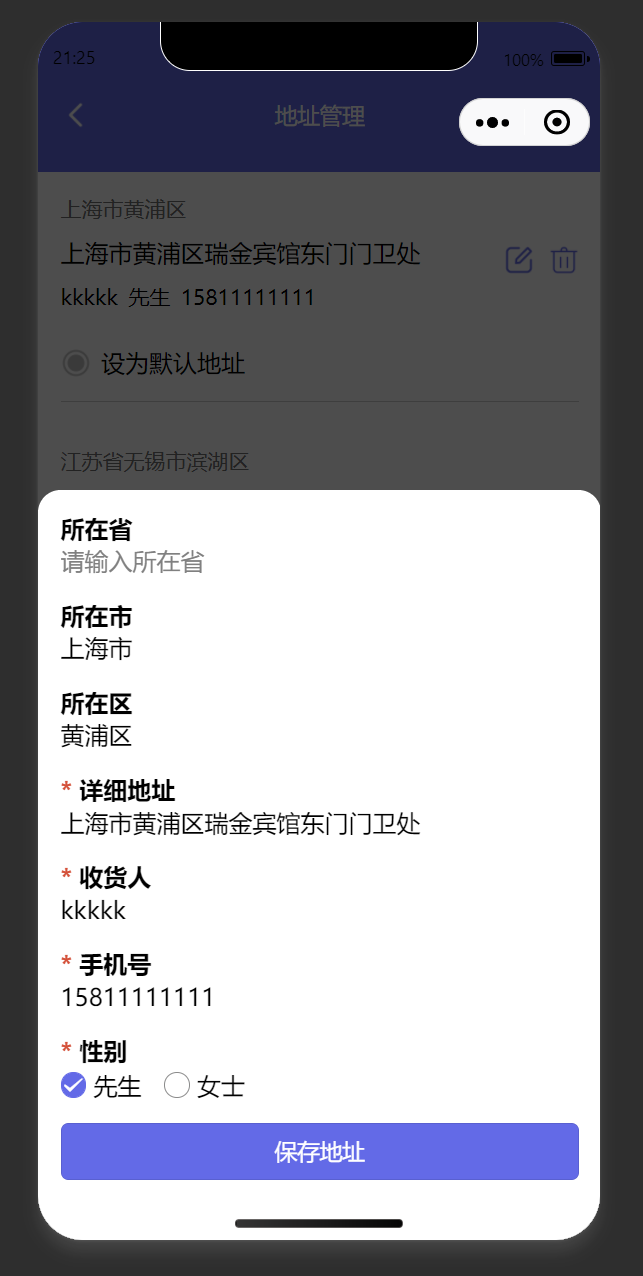 21:25
100%
地址管理
上海市黄浦区
上海市黄浦区瑞金宾馆东门门卫处
kkkkk 先生 15811111111
设为默认地址
江苏省无锡市滨湖区
所在省
请输入所在省
所在市
上海市
所在区
黄浦区
* 详细地址
上海市黄浦区瑞金宾馆东门门卫处
* 收货人
kkkkk
* 手机号
15811111111
* 性别
先生 女士
保存地址